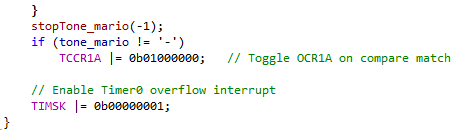 }
stopTone_mario(-1);
if (tone_mario != '-')
TCCR1A |= 0b01000000;   // Toggle OCR1A on compare match
// Enable Timer0 overflow interrupt
TIMSK |= 0b00000001;
}